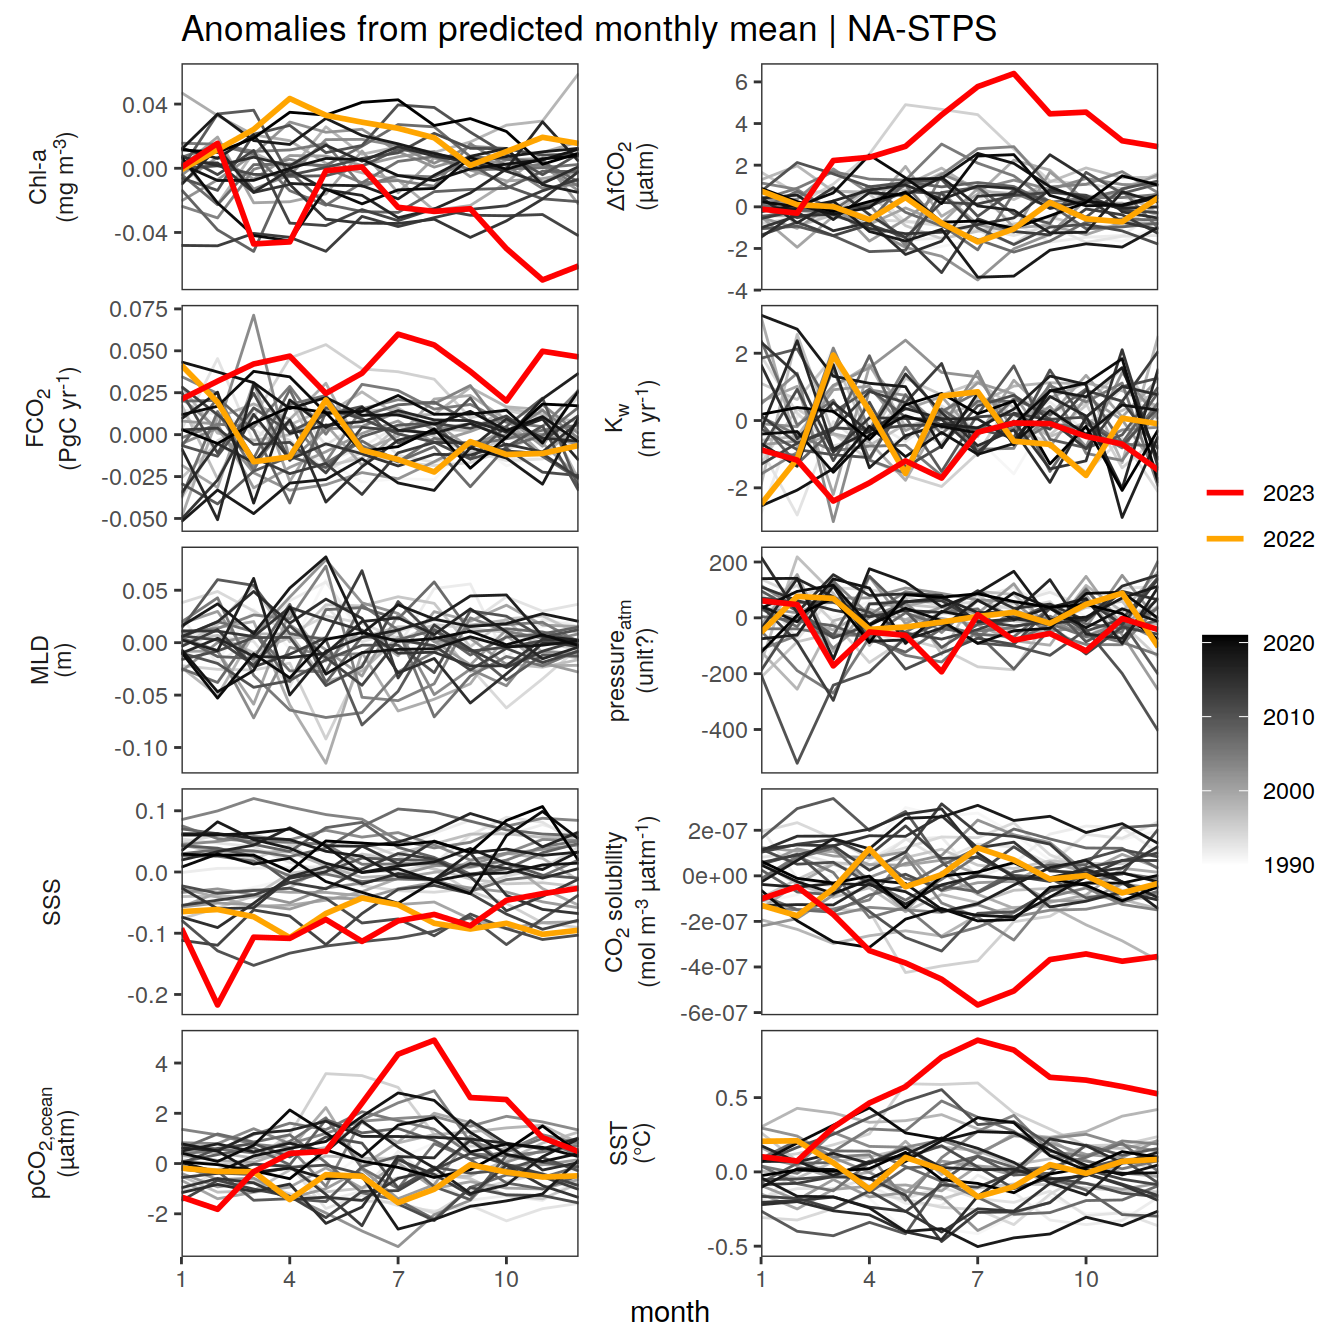 Anomalies from predicted monthly mean | NA-STPS
Chl-a
(mg m⁻³)
0.04
0.00
-0.04
ΔfCO₂
(µatm)
6
4
2
0
-2
-4
FCO₂
(PgC yr⁻¹)
0.075
0.050
0.025
0.000
-0.025
-0.050
K_w
(m yr⁻¹)
2
0
-2
MLD
(m)
0.05
0.00
-0.05
-0.10
pressure_atm
(unit?)
200
0
-200
-400
SSS
0.1
0.0
-0.1
-0.2
CO₂ solubility
(mol m⁻³ µatm⁻¹)
2e-07
0e+00
-2e-07
-4e-07
-6e-07
pCO₂,ocean
(µatm)
4
2
0
-2
SST
(°C)
0.5
0.0
-0.5
1 4 7 10
1 4 7 10
month
2023
2022
2020
2010
2000
1990